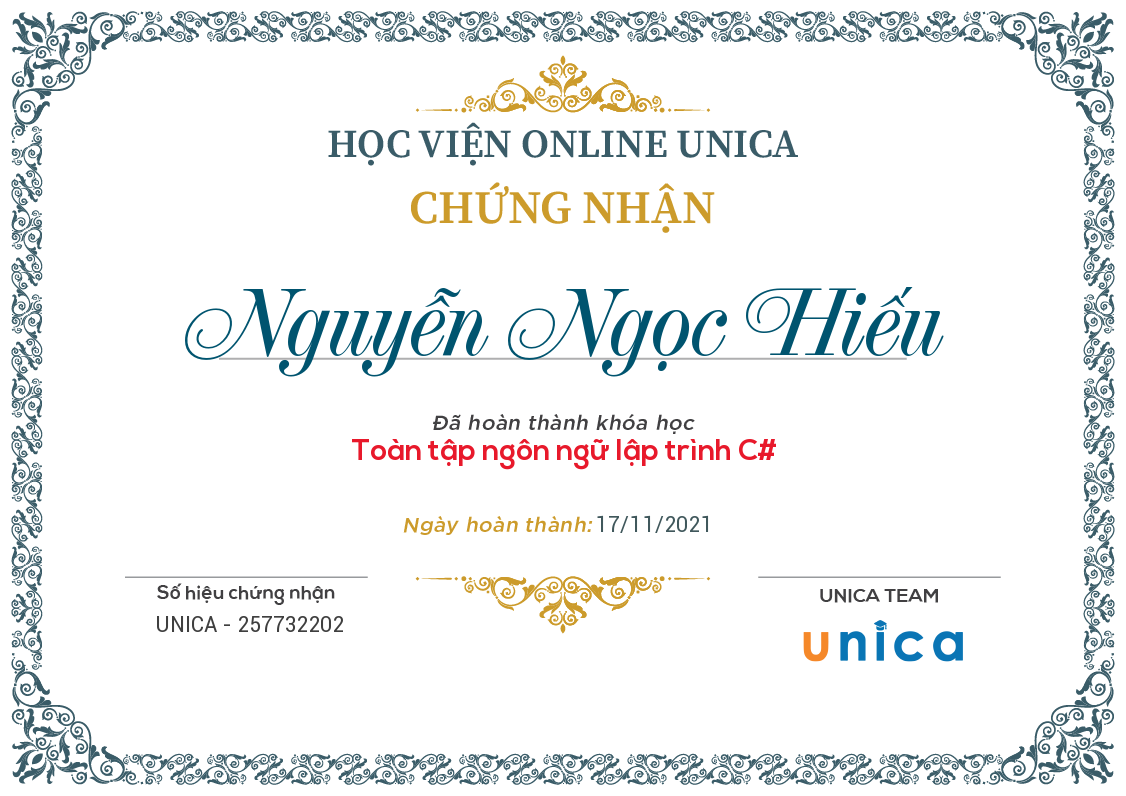 HỌC VIỆN ONLINE UNICA
CHỨNG NHẬN
Nguyễn Ngọc Hiếu
Đã hoàn thành khóa học
Toàn tập ngôn ngữ lập trình C#
Ngày hoàn thành: 17/11/2021
Số hiệu chứng nhận
UNICA - 257732202
UNICA TEAM
unica